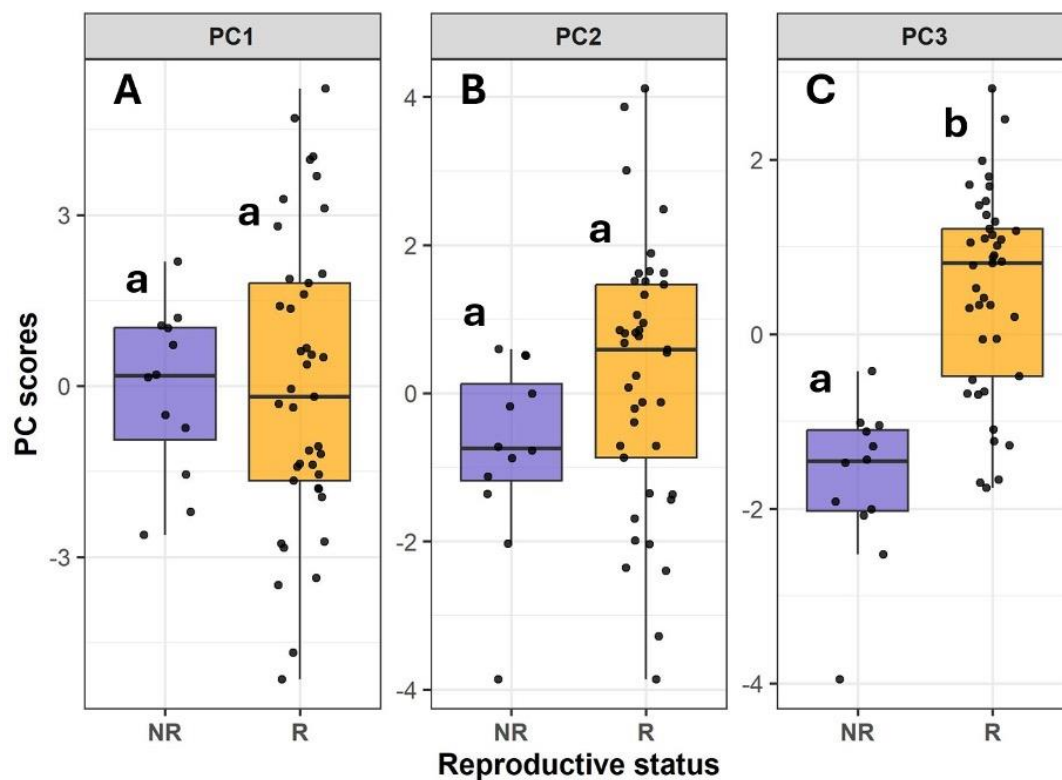 PC1 PC2 PC3
A B C
b
a a a a a
3 0 -3
4 2 0 -2 -4
2 0 -2 -4
PC scores
NR R NR R NR R
Reproductive status